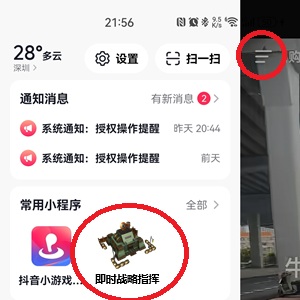 21:56
9.5 K/s
28° 多云
深圳 >
设置
扫一扫
购
通知消息
有新消息 2 >
系统通知：授权操作提醒 昨天 20:44
系统通知：授权操作提醒 前天
常用小程序
全部 >
抖音小游戏...
即时战略指挥
牛